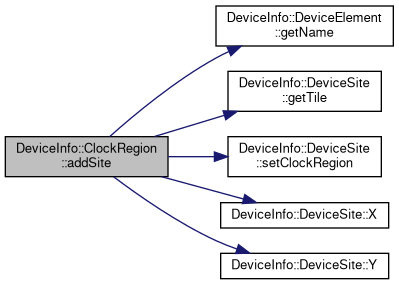 DeviceInfo::DeviceElement
::getName
DeviceInfo::DeviceSite
::getTile
DeviceInfo::ClockRegion
::addSite
DeviceInfo::DeviceSite
::setClockRegion
DeviceInfo::DeviceSite::X
DeviceInfo::DeviceSite::Y